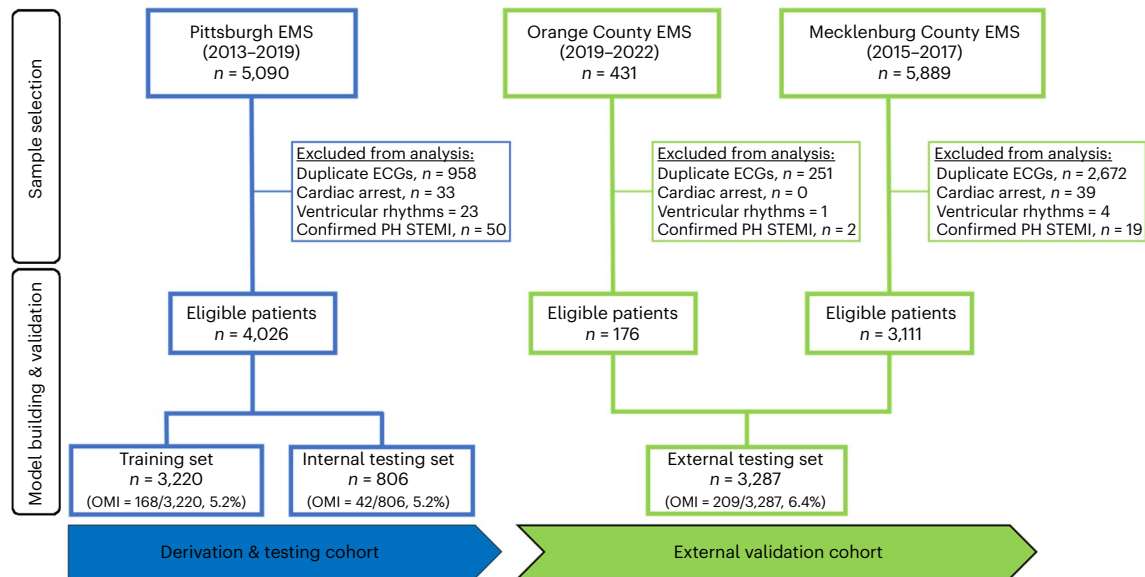 Sample selection
Pittsburgh EMS
(2013–2019)
n = 5,090
Orange County EMS
(2019–2022)
n = 431
Mecklenburg County EMS
(2015–2017)
n = 5,889
Excluded from analysis:
Duplicate ECGs, n = 958
Cardiac arrest, n = 33
Ventricular rhythms = 23
Confirmed PH STEMI, n = 50
Excluded from analysis:
Duplicate ECGs, n = 251
Cardiac arrest, n = 0
Ventricular rhythms = 1
Confirmed PH STEMI, n = 2
Excluded from analysis:
Duplicate ECGs, n = 2,672
Cardiac arrest, n = 39
Ventricular rhythms = 4
Confirmed PH STEMI, n = 19
Model building & validation
Eligible patients
n = 4,026
Eligible patients
n = 176
Eligible patients
n = 3,111
Training set
n = 3,220
(OMI = 168/3,220, 5.2%)
Internal testing set
n = 806
(OMI = 42/806, 5.2%)
External testing set
n = 3,287
(OMI = 209/3,287, 6.4%)
Derivation & testing cohort
External validation cohort